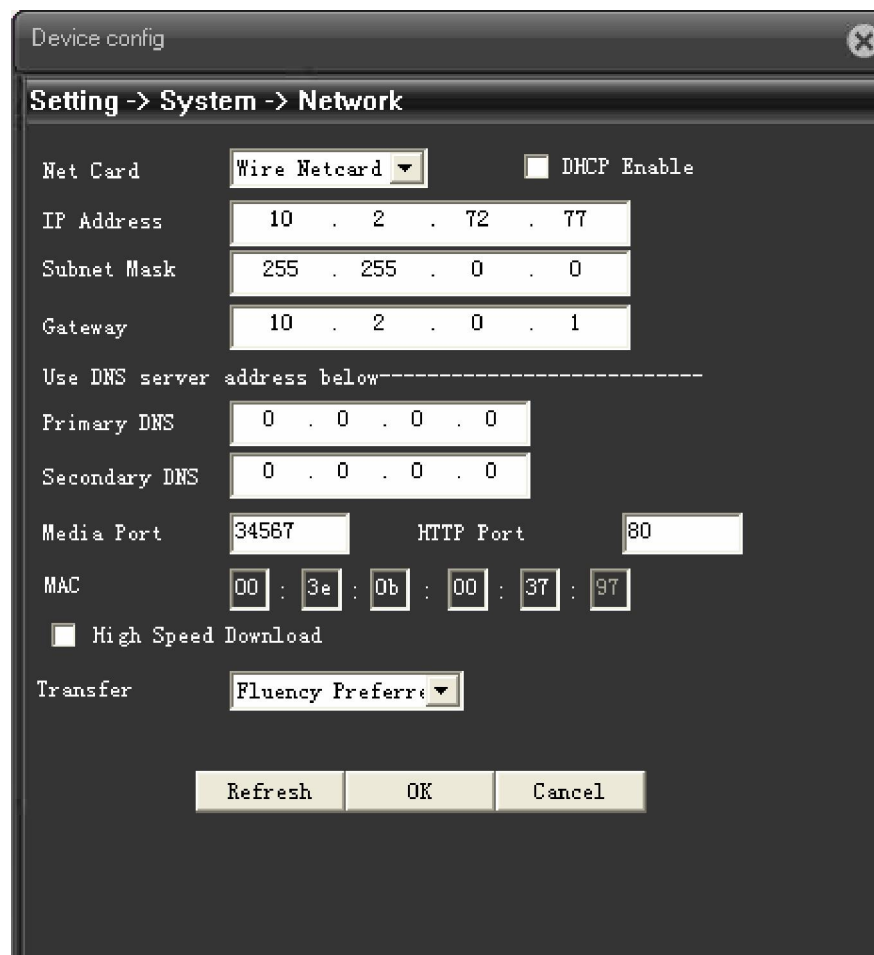 Device config
Setting -> System -> Network
Net Card Wire Netcard DHCP Enable
IP Address 10 . 2 . 72 . 77
Subnet Mask 255 . 255 . 0 . 0
Gateway 10 . 2 . 0 . 1
Use DNS server address below---------------------------
Primary DNS 0 . 0 . 0 . 0
Secondary DNS 0 . 0 . 0 . 0
Media Port 34567 HTTP Port 80
MAC 00 : 3e : 0b : 00 : 37 : 97
High Speed Download
Transfer Fluency Preferre
Refresh OK Cancel